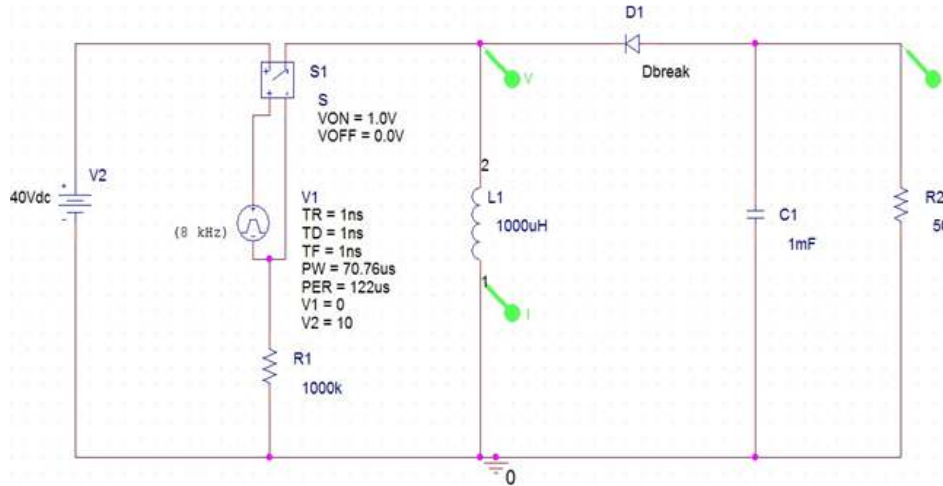 D1
Dbreak
S1
S
VON = 1.0V
VOFF = 0.0V
+
-
+
-
V2
40Vdc
+
-
V1
TR = 1ns
TD = 1ns
TF = 1ns
PW = 70.76us
PER = 122us
V1 = 0
V2 = 10
(8 kHz)
+
-
R1
1000k
2
L1
1000uH
1
V
I
C1
1mF
R2
50
0